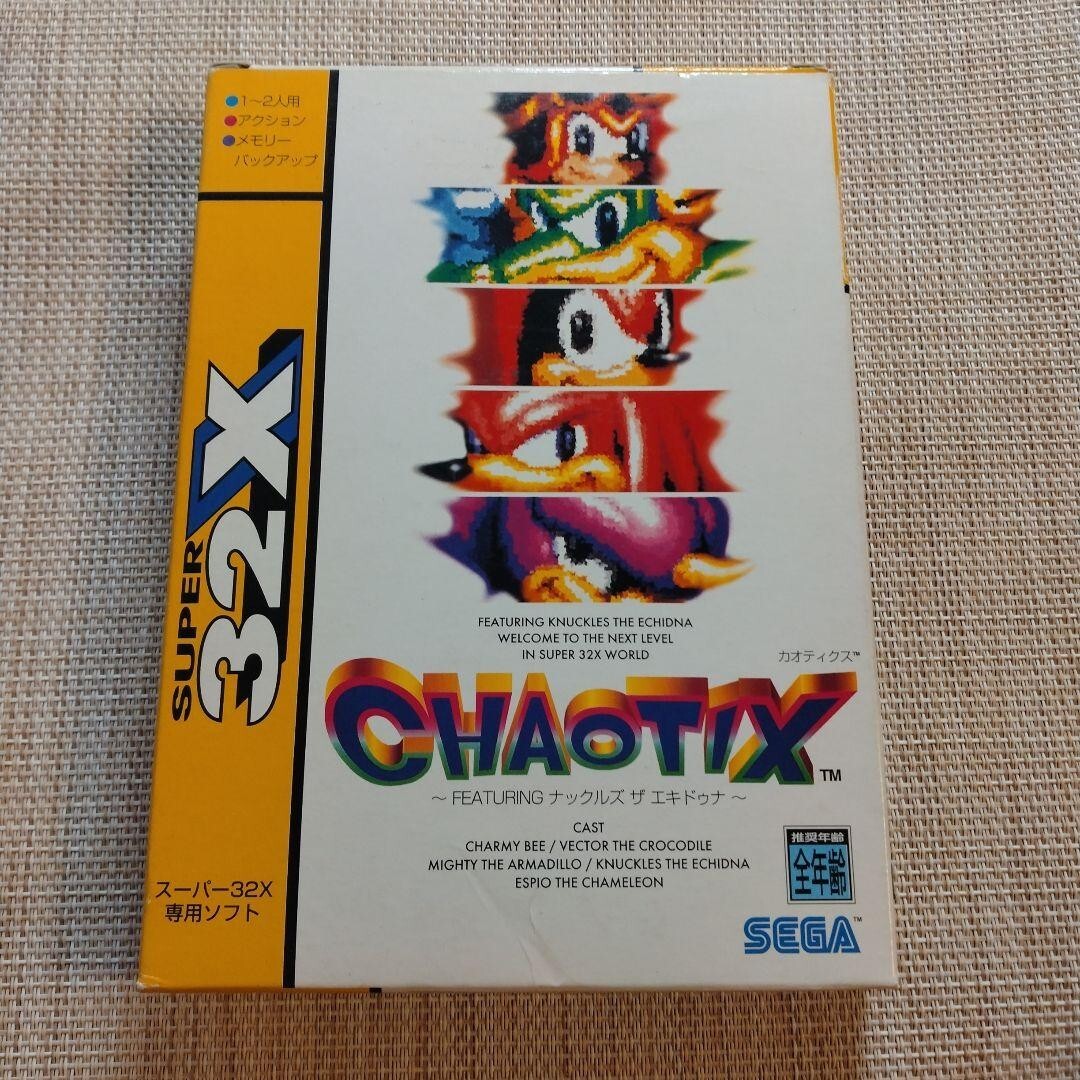 ●1〜2人用
●アクション
●メモリー
バックアップ
SUPER 32X
スーパー32X
専用ソフト
FEATURING KNUCKLES THE ECHIDNA
WELCOME TO THE NEXT LEVEL
IN SUPER 32X WORLD
カオティクス™
CHAOTIX™
〜 FEATURING ナックルズ ザ エキドゥナ 〜
CAST
CHARMY BEE / VECTOR THE CROCODILE
MIGHTY THE ARMADILLO / KNUCKLES THE ECHIDNA
ESPIO THE CHAMELEON
推奨年齢
全年齢
SEGA™